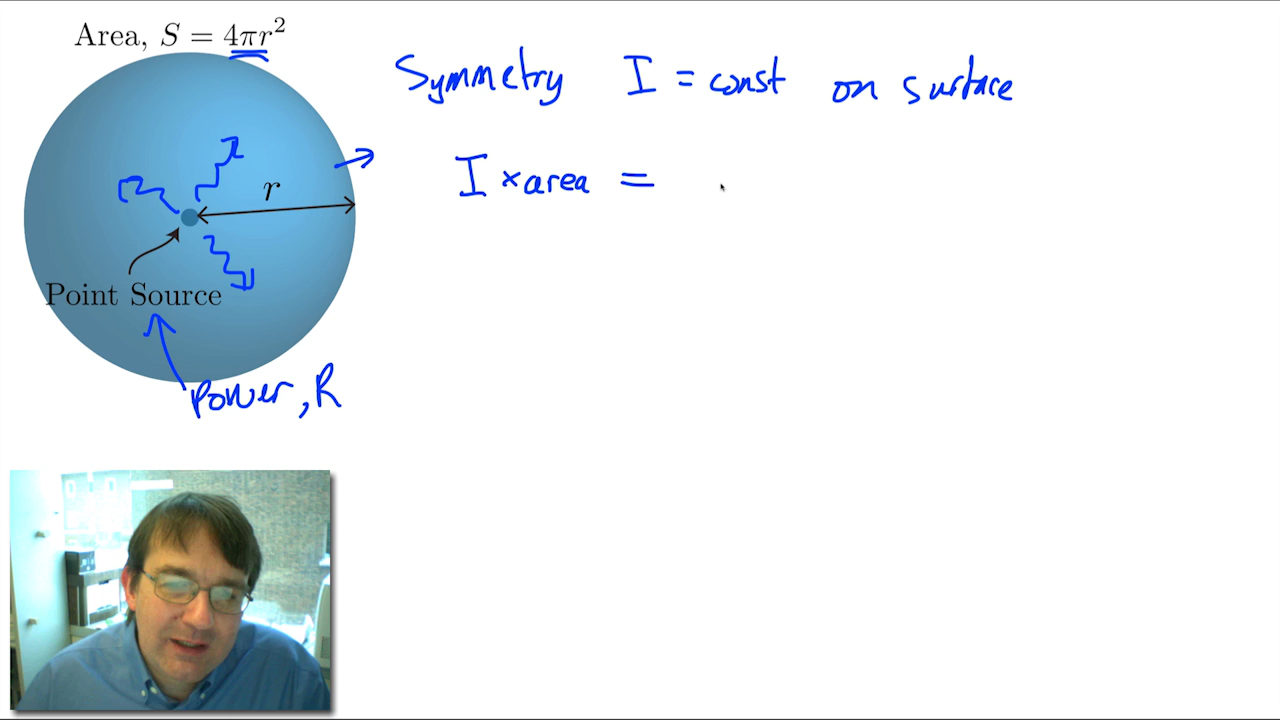 Area, S = 4πr²
Symmetry I = const on surface
I × area =
r
Point Source
Power, R